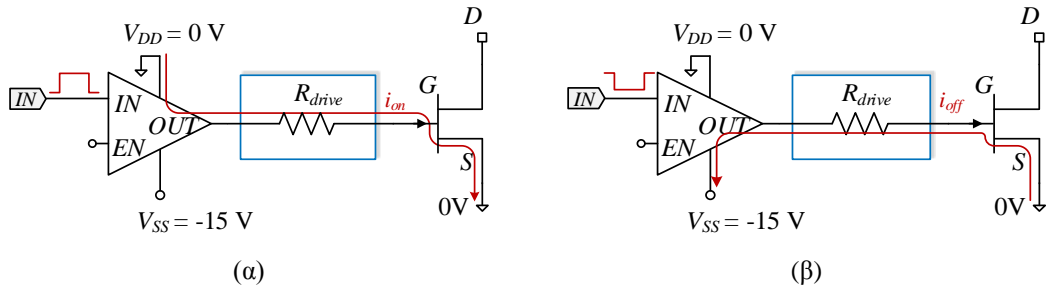 V_DD = 0 V
D
IN
IN
R_drive
i_on
G
OUT
EN
S
V_SS = -15 V
0V
(α)
V_DD = 0 V
D
IN
IN
R_drive
i_off
G
OUT
EN
S
V_SS = -15 V
0V
(β)